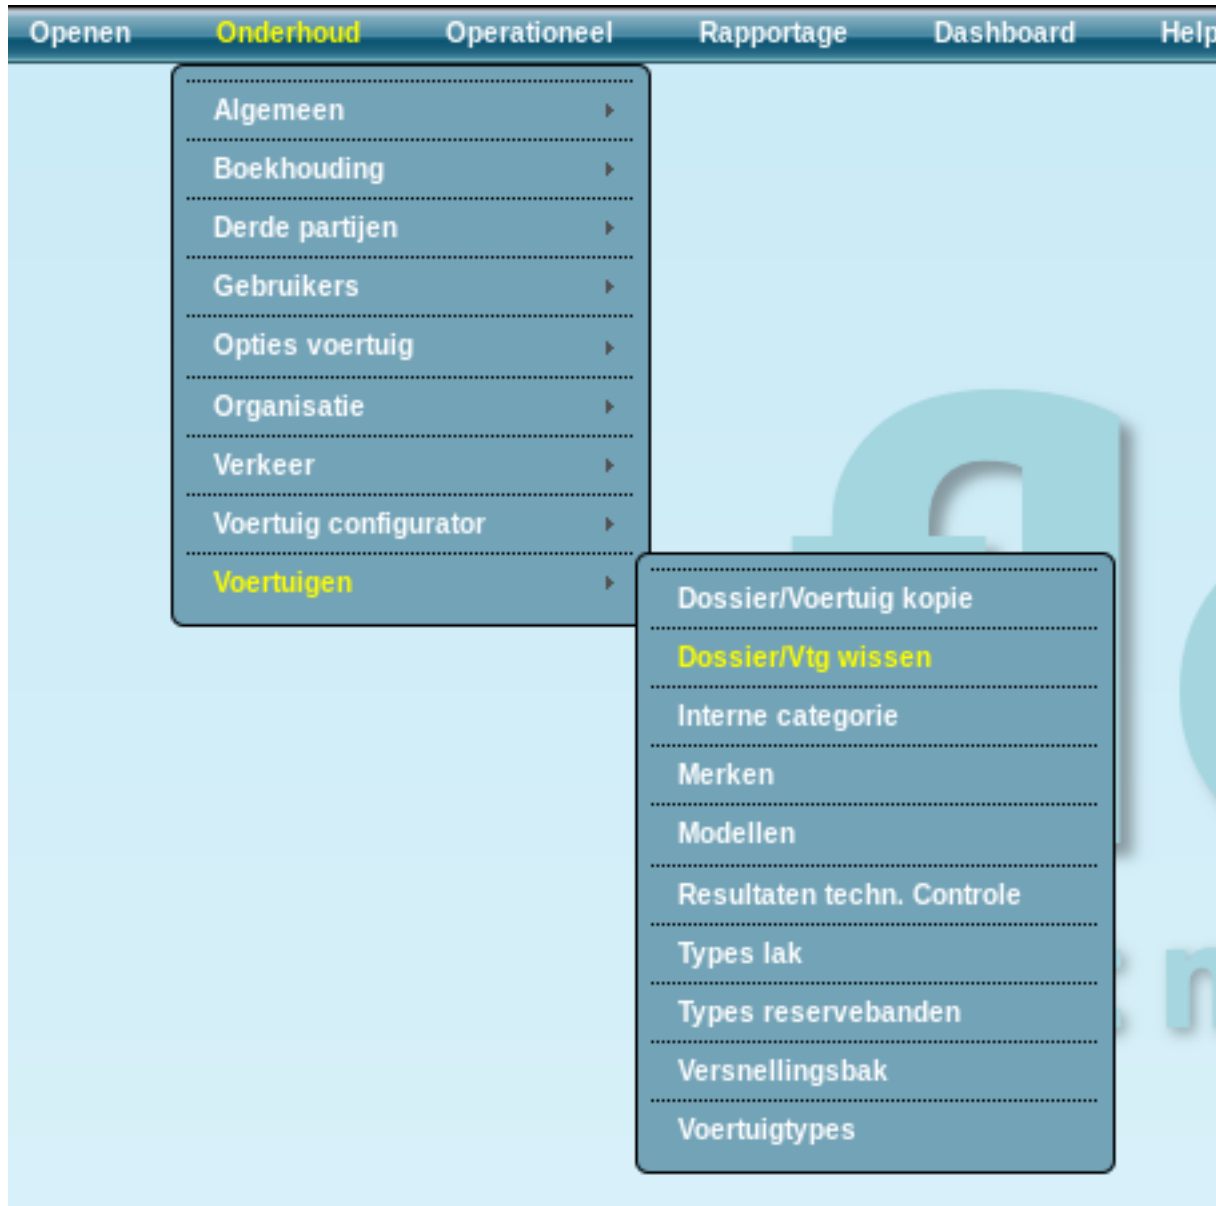 Openen Onderhoud Operationeel Rapportage Dashboard Help
Algemeen
Boekhouding
Derde partijen
Gebruikers
Opties voertuig
Organisatie
Verkeer
Voertuig configurator
Voertuigen
Dossier/Voertuig kopie
Dossier/Vtg wissen
Interne categorie
Merken
Modellen
Resultaten techn. Controle
Types lak
Types reservebanden
Versnellingsbak
Voertuigtypes